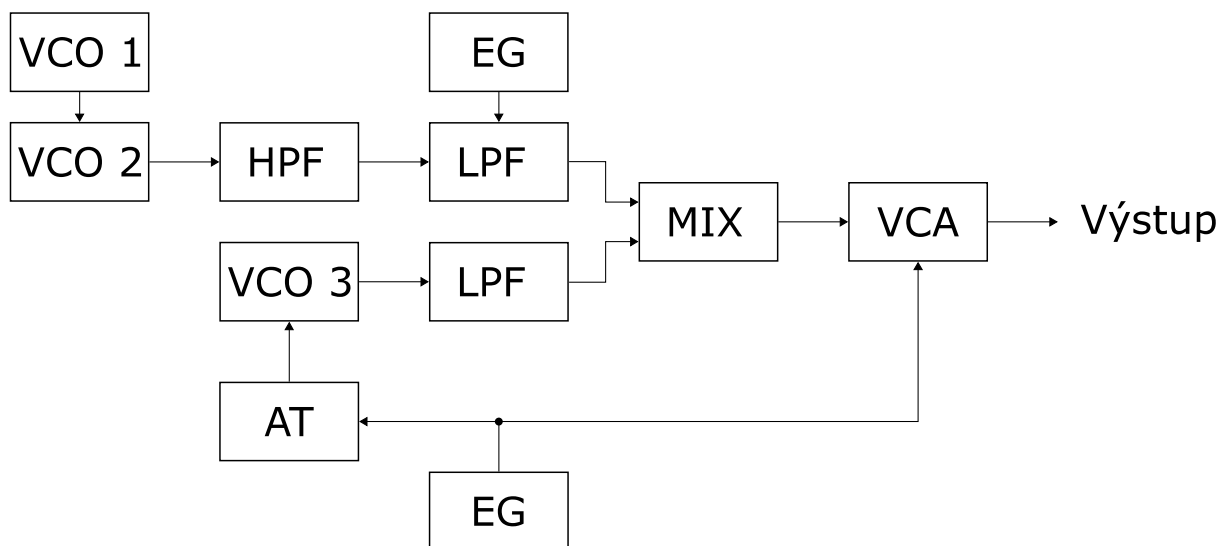 VCO 1
EG
VCO 2
HPF
LPF
MIX
VCA
Výstup
VCO 3
LPF
AT
EG